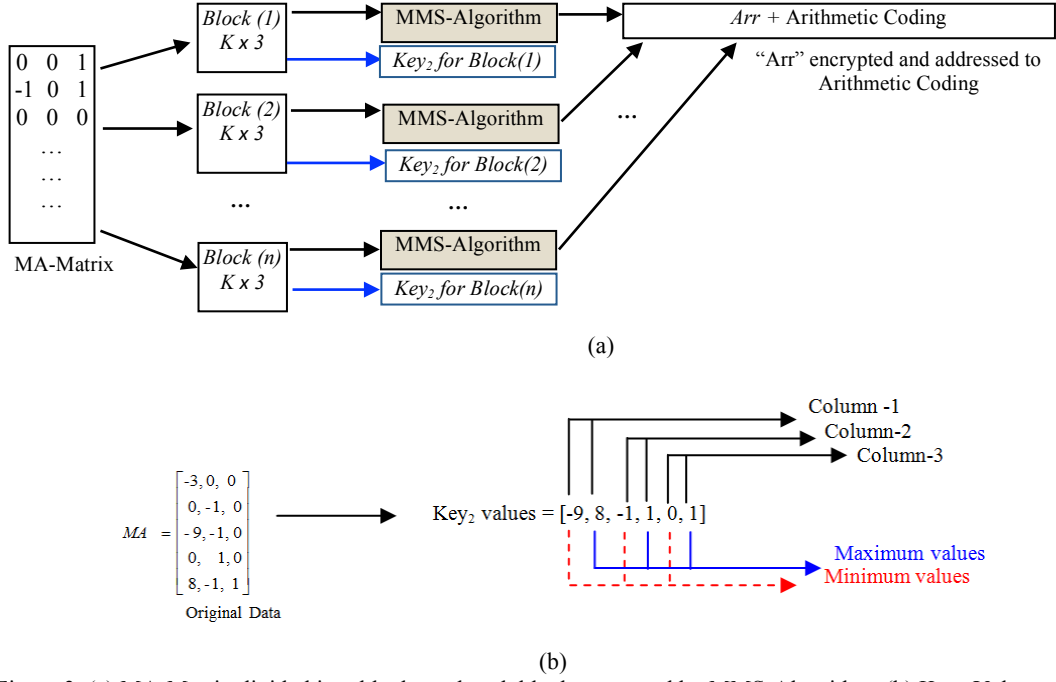 0 0 1
-1 0 1
0 0 0
...
...
...
MA-Matrix
Block (1)
K x 3
MMS-Algorithm
Key2 for Block(1)
Block (2)
K x 3
MMS-Algorithm
Key2 for Block(2)
...
...
Block (n)
K x 3
MMS-Algorithm
Key2 for Block(n)
Arr + Arithmetic Coding
“Arr” encrypted and addressed to
Arithmetic Coding
...
(a)
MA =
-3, 0, 0
0, -1, 0
-9, -1, 0
0, 1, 0
8, -1, 1
Original Data
Key2 values = [-9, 8, -1, 1, 0, 1]
Column -1
Column-2
Column-3
Maximum values
Minimum values
(b)